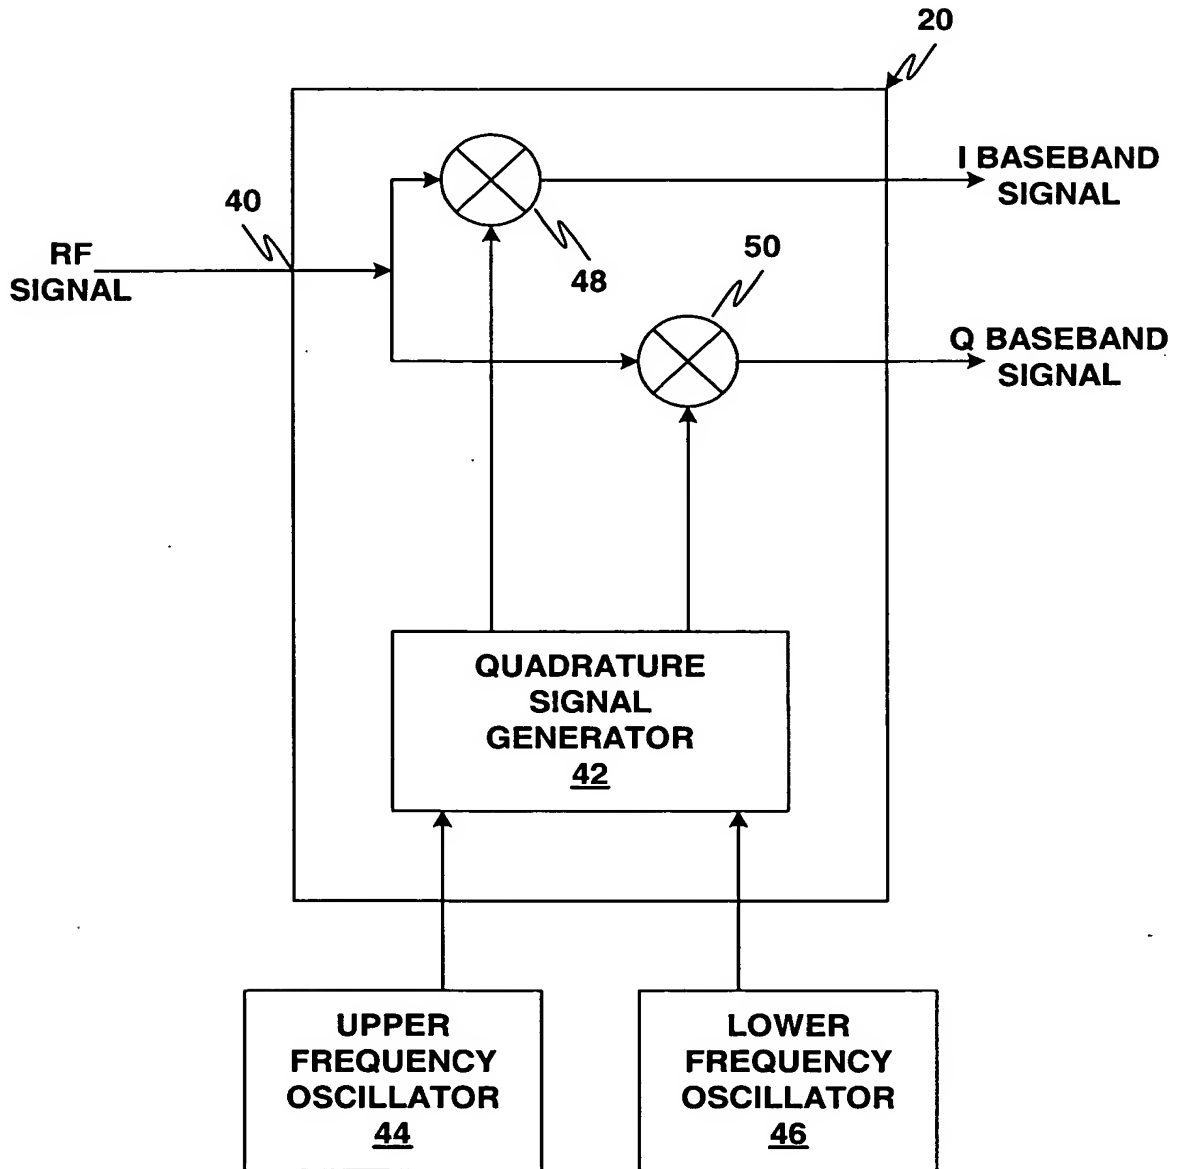 20
I BASEBAND
SIGNAL
40
RF
SIGNAL
48
50
Q BASEBAND
SIGNAL
QUADRATURE
SIGNAL
GENERATOR
42
UPPER
FREQUENCY
OSCILLATOR
44
LOWER
FREQUENCY
OSCILLATOR
46